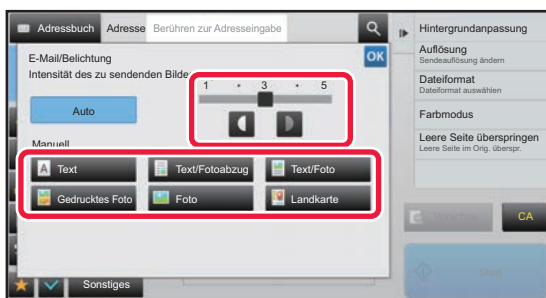 Adressbuch
Adresse
Berühren zur Adresseingabe
E-Mail/Belichtung
OK
Intensität des zu sendenden Bildes
1 3 5
Auto
Manuell
Text
Text/Fotoabzug
Text/Foto
Gedrucktes Foto
Foto
Landkarte
Sonstiges
Hintergrundanpassung
Auflösung
Sendeauflösung ändern
Dateiformat
Dateiformat auswählen
Farbmodus
Leere Seite überspringen
Leere Seite im Orig. überspr.
CA
Start